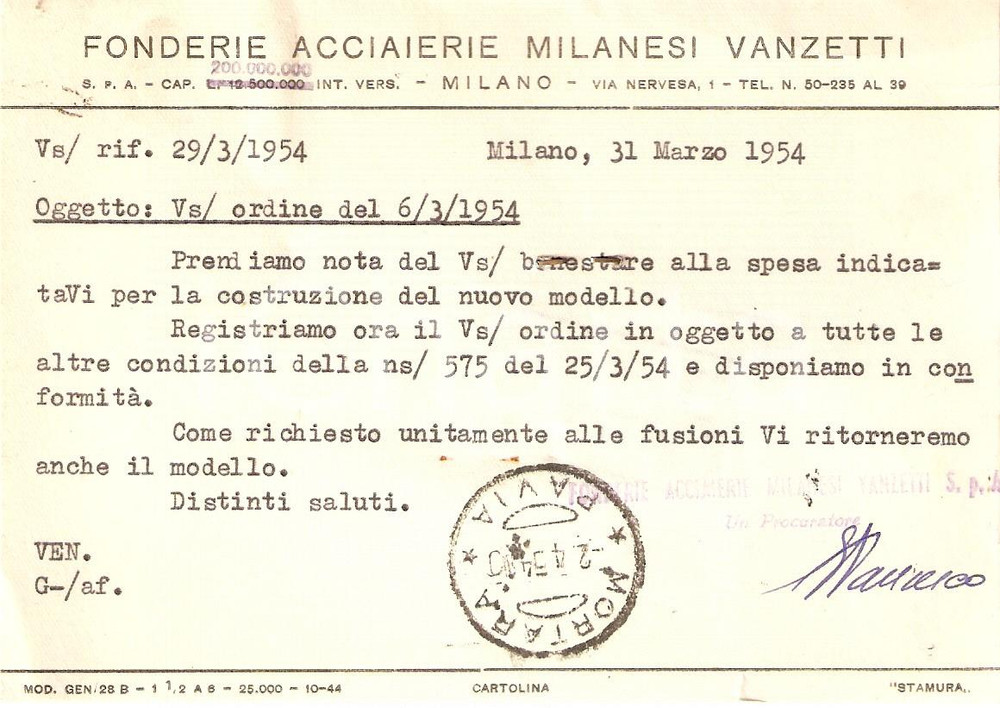 FONDERIE ACCIAIERIE MILANESI VANZETTI
200.000.000
S. P. A. – CAP. L. 12.500.000 INT. VERS. – MILANO – VIA NERVESA, 1 – TEL. N. 50-235 AL 39
Vs/ rif. 29/3/1954 Milano, 31 Marzo 1954
Oggetto: Vs/ ordine del 6/3/1954
Prendiamo nota del Vs/ benestare alla spesa indica=
taVi per la costruzione del nuovo modello.
Registriamo ora il Vs/ ordine in oggetto a tutte le
altre condizioni della ns/ 575 del 25/3/54 e disponiamo in con
formità.
Come richiesto unitamente alle fusioni Vi ritorneremo
anche il modello.
Distinti saluti.
FONDERIE ACCIAIERIE MILANESI VANZETTI S. p. A
Un Procuratore
VEN.
G-/af.
* MORTARA * PAVIA
-2.4.54
MOD. GEN/28 B – 1 1/2 A 6 – 25.000 – 10-44 CARTOLINA "STAMURA„